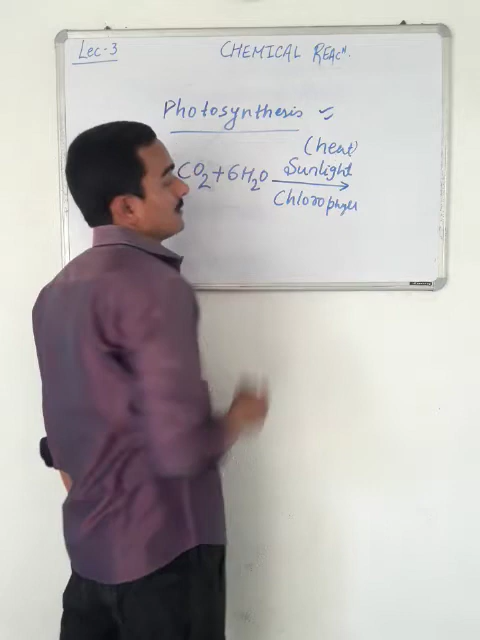 Lec-3
CHEMICAL REACⁿ.
Photosynthesis
(heat)
CO₂+6H₂O Sunlight
Chlorophyll